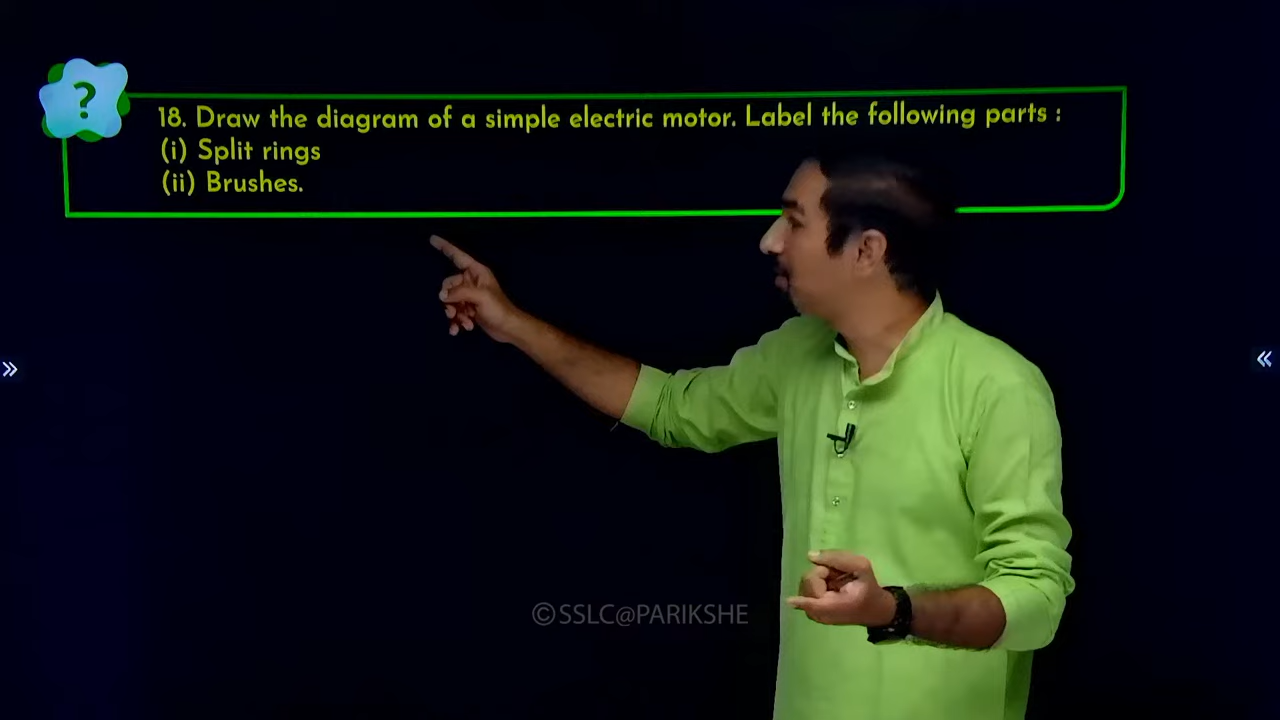 ?
18. Draw the diagram of a simple electric motor. Label the following parts :
(i) Split rings
(ii) Brushes.
»
«
©SSLC@PARIKSHE